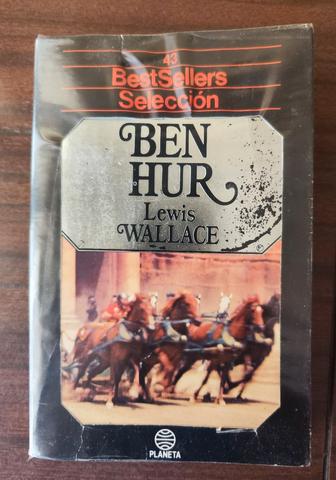 43
BestSellers
Selección
BEN
HUR
Lewis
WALLACE
PLANETA